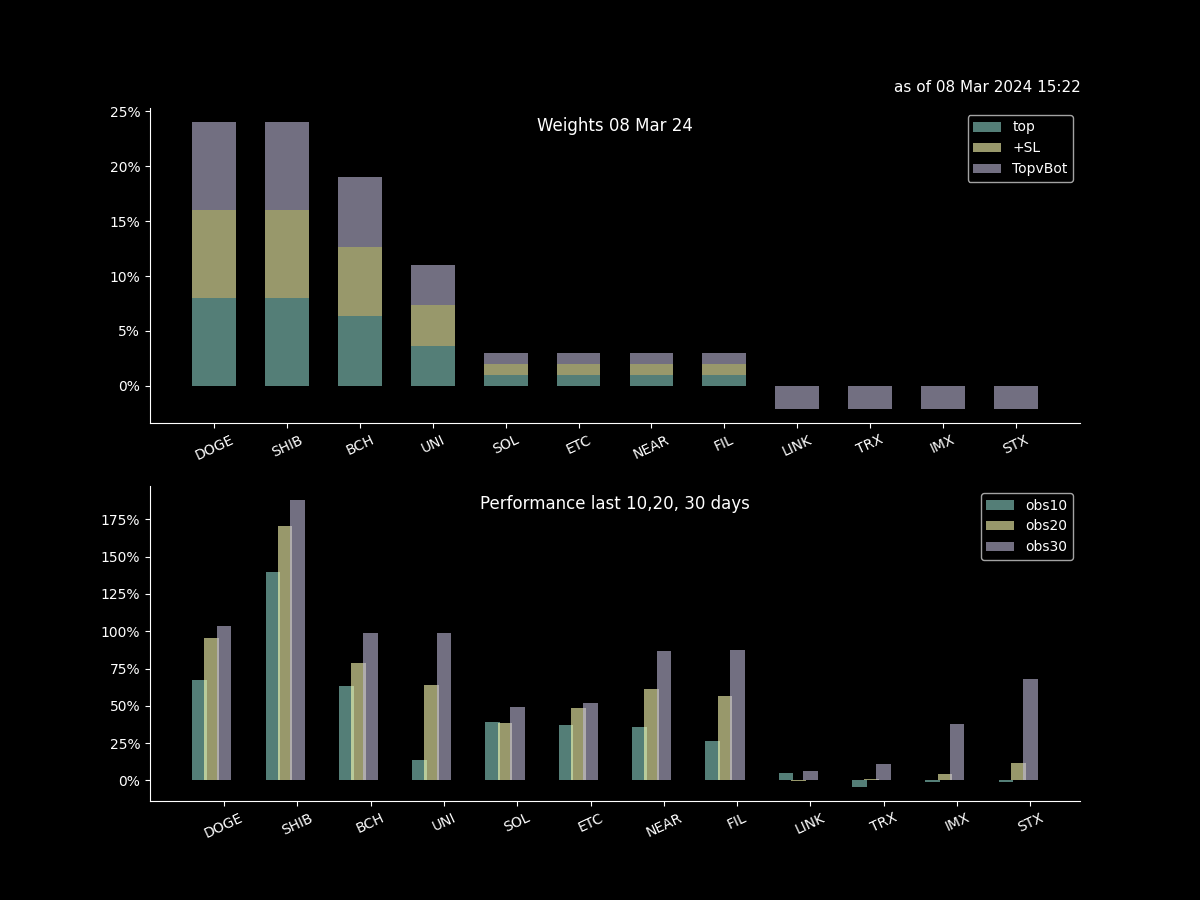 as of 08 Mar 2024 15:22
Weights 08 Mar 24
25%
20%
15%
10%
5%
0%
top
+SL
TopvBot
DOGE SHIB BCH UNI SOL ETC NEAR FIL LINK TRX IMX STX
Performance last 10,20, 30 days
175%
150%
125%
100%
75%
50%
25%
0%
obs10
obs20
obs30
DOGE SHIB BCH UNI SOL ETC NEAR FIL LINK TRX IMX STX